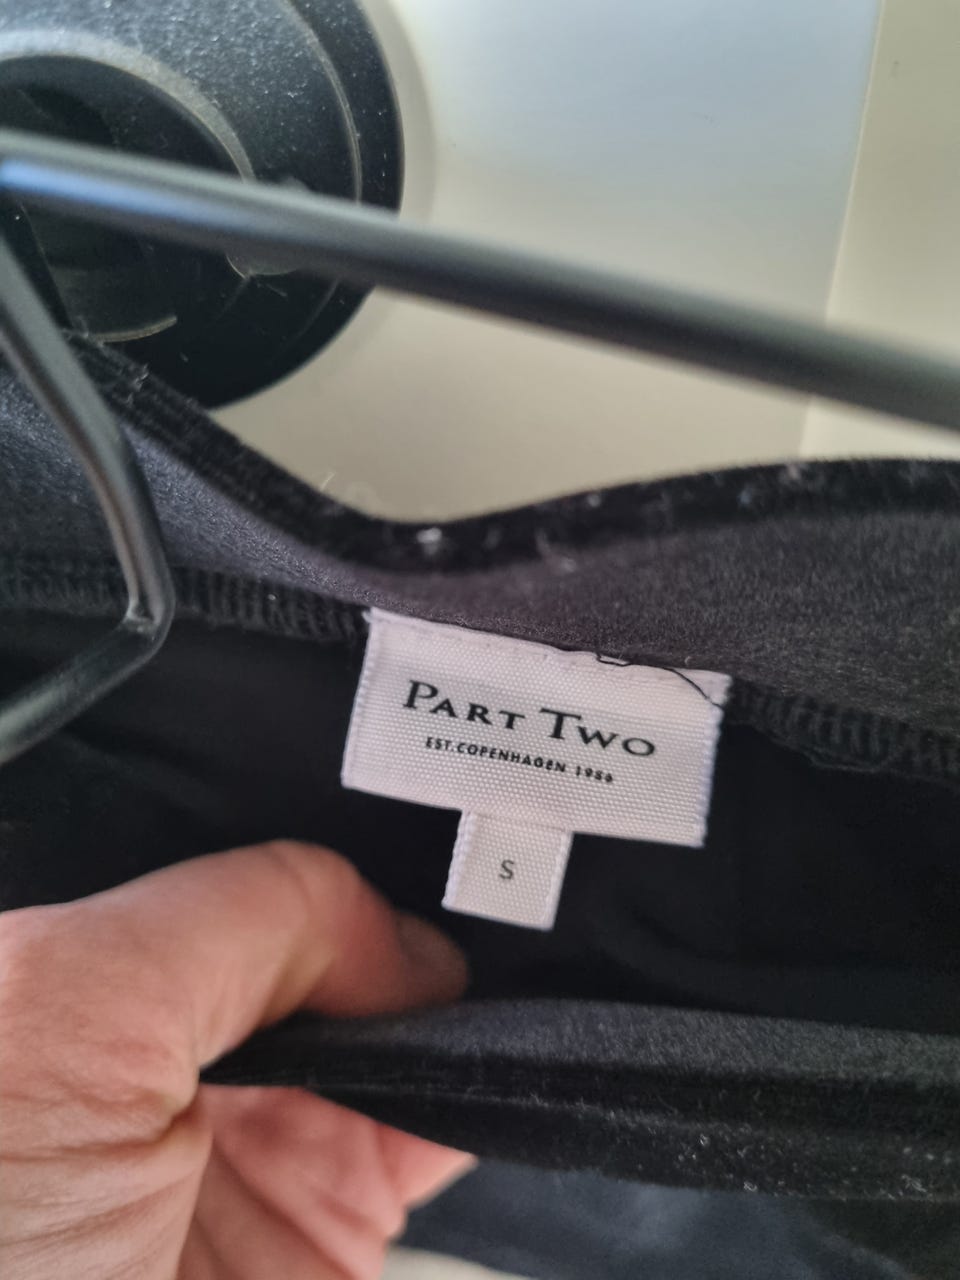 PART TWO
EST. COPENHAGEN 1986
S